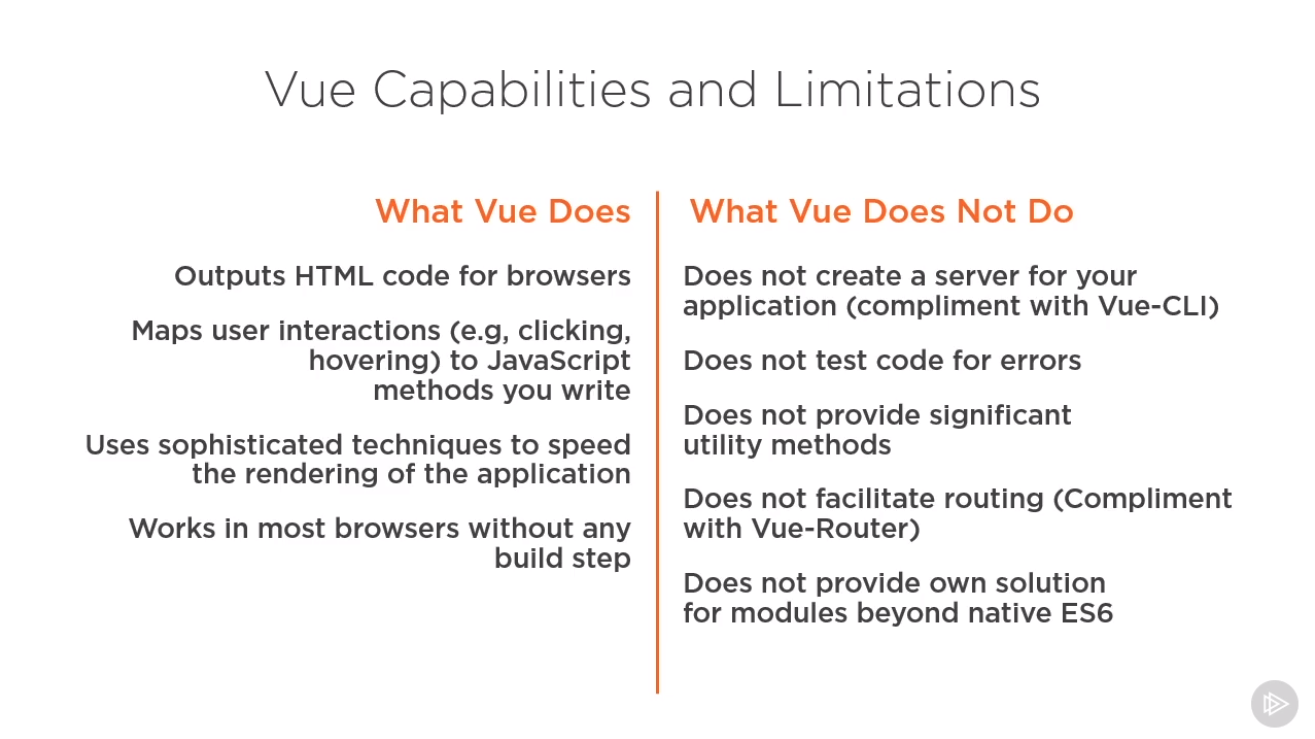 Vue Capabilities and Limitations
What Vue Does
Outputs HTML code for browsers
Maps user interactions (e.g, clicking,
hovering) to JavaScript
methods you write
Uses sophisticated techniques to speed
the rendering of the application
Works in most browsers without any
build step
What Vue Does Not Do
Does not create a server for your
application (compliment with Vue-CLI)
Does not test code for errors
Does not provide significant
utility methods
Does not facilitate routing (Compliment
with Vue-Router)
Does not provide own solution
for modules beyond native ES6